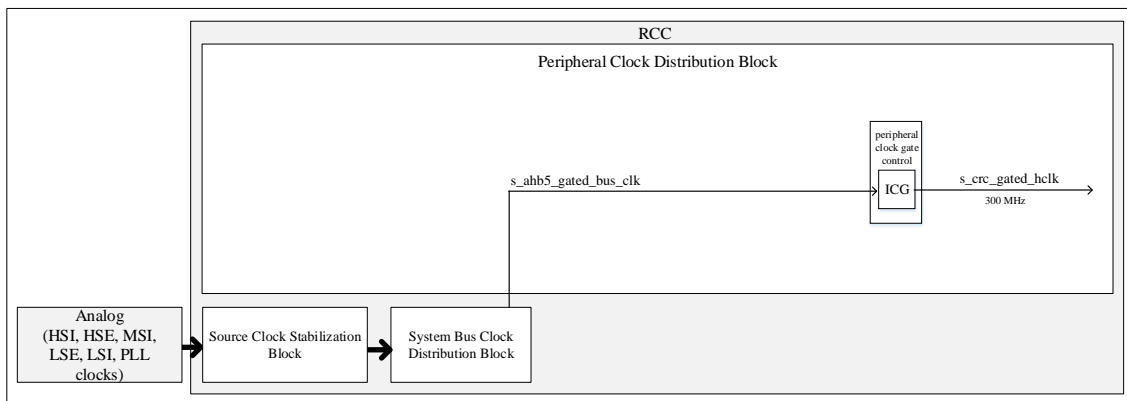 RCC
Peripheral Clock Distribution Block
peripheral
clock gate
control
s_ahb5_gated_bus_clk
ICG
s_crc_gated_hclk
300 MHz
Analog
(HSI, HSE, MSI,
LSE, LSI, PLL
clocks)
Source Clock Stabilization
Block
System Bus Clock
Distribution Block